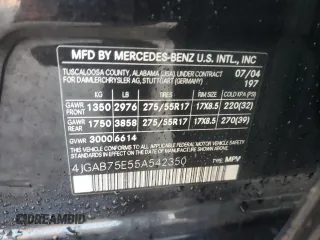 MFD BY MERCEDES-BENZ U.S. INTL., INC.
TUSCALOOSA COUNTY, ALABAMA (USA) UNDER CONTRACT
FOR DAIMLERCHRYSLER AG, STUTTGART (GERMANY)
07/04
197
KG LB TIRE RIM COLD KPA (PSI)
GAWR FRONT 1350 2976 275/55R17 17X8.5 220(32)
GAWR REAR 1750 3858 275/55R17 17X8.5 270(39)
GVWR 3000 6614
4JGAB75E55A542350 TYPE: MPV
©IDREAMBID